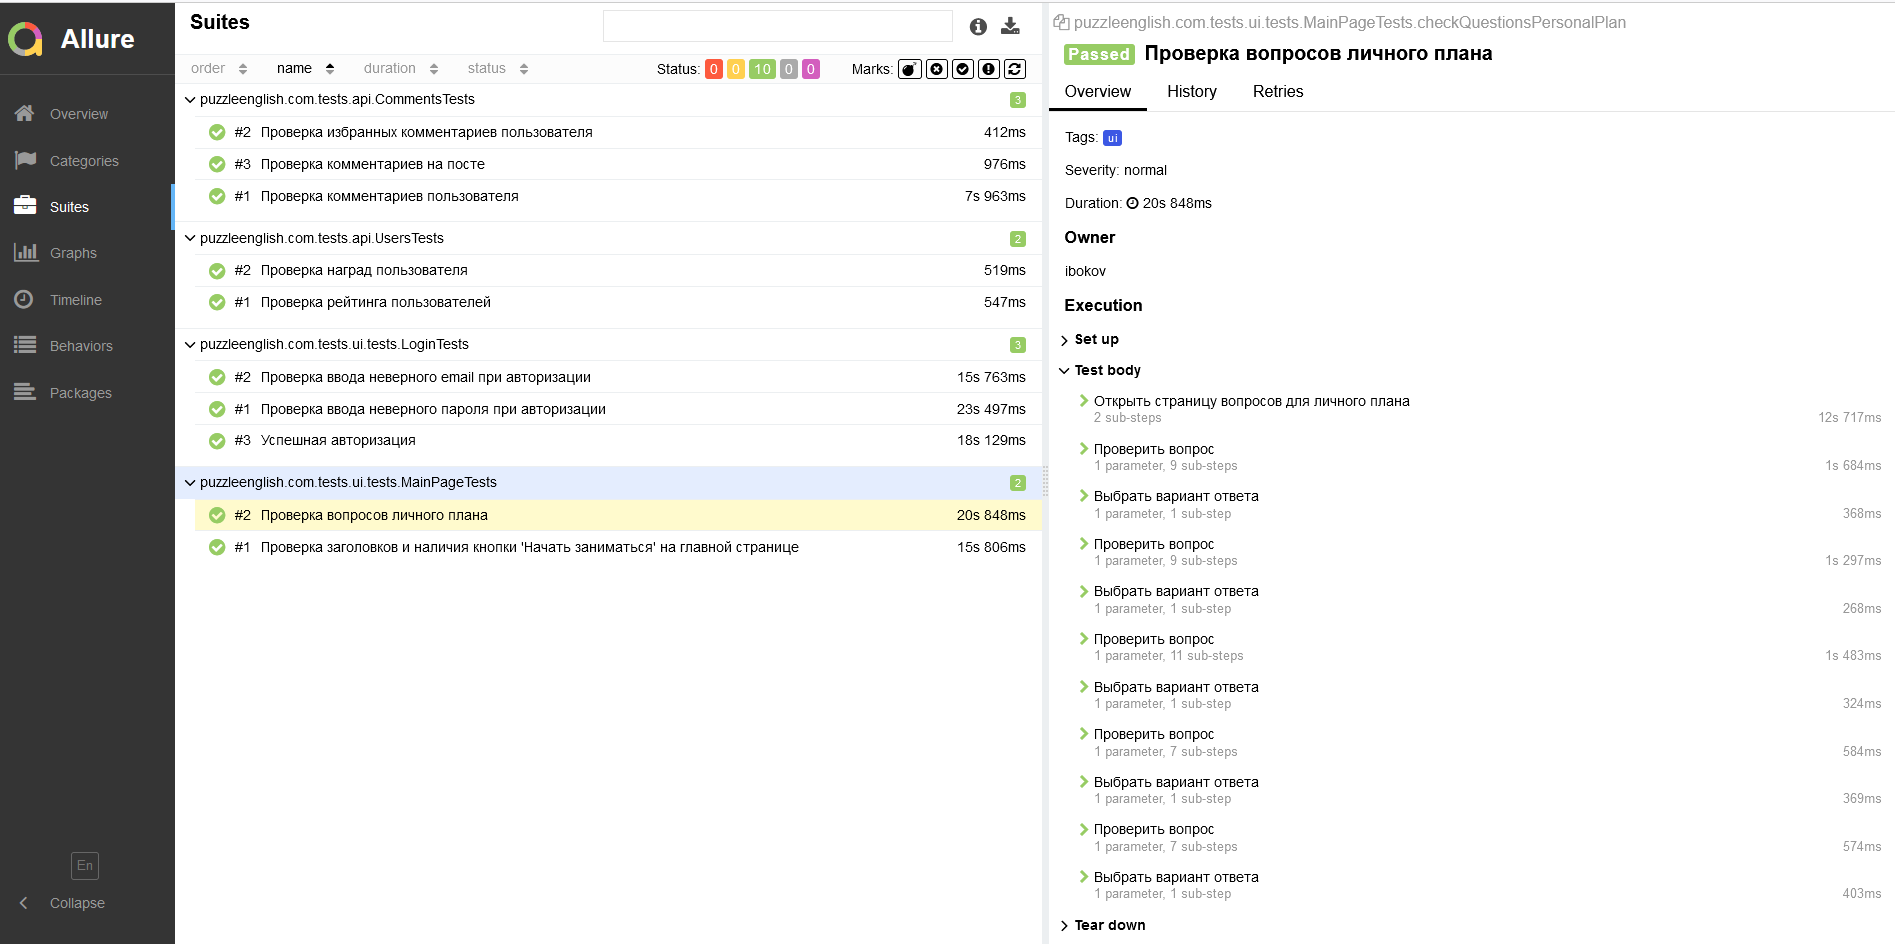 Allure
Overview
Categories
Suites
Graphs
Timeline
Behaviors
Packages
En
Collapse
Suites
order name duration status Status: 0 0 10 0 0 Marks:
puzzleenglish.com.tests.api.CommentsTests 3
#2 Проверка избранных комментариев пользователя 412ms
#3 Проверка комментариев на посте 976ms
#1 Проверка комментариев пользователя 7s 963ms
puzzleenglish.com.tests.api.UsersTests 2
#2 Проверка наград пользователя 519ms
#1 Проверка рейтинга пользователей 547ms
puzzleenglish.com.tests.ui.tests.LoginTests 3
#2 Проверка ввода неверного email при авторизации 15s 763ms
#1 Проверка ввода неверного пароля при авторизации 23s 497ms
#3 Успешная авторизация 18s 129ms
puzzleenglish.com.tests.ui.tests.MainPageTests 2
#2 Проверка вопросов личного плана 20s 848ms
#1 Проверка заголовков и наличия кнопки 'Начать заниматься' на главной странице 15s 806ms
puzzleenglish.com.tests.ui.tests.MainPageTests.checkQuestionsPersonalPlan
Passed Проверка вопросов личного плана
Overview History Retries
Tags: ui
Severity: normal
Duration: 20s 848ms
Owner
ibokov
Execution
Set up
Test body
Открыть страницу вопросов для личного плана
2 sub-steps 12s 717ms
Проверить вопрос
1 parameter, 9 sub-steps 1s 684ms
Выбрать вариант ответа
1 parameter, 1 sub-step 368ms
Проверить вопрос
1 parameter, 9 sub-steps 1s 297ms
Выбрать вариант ответа
1 parameter, 1 sub-step 268ms
Проверить вопрос
1 parameter, 11 sub-steps 1s 483ms
Выбрать вариант ответа
1 parameter, 1 sub-step 324ms
Проверить вопрос
1 parameter, 7 sub-steps 584ms
Выбрать вариант ответа
1 parameter, 1 sub-step 369ms
Проверить вопрос
1 parameter, 7 sub-steps 574ms
Выбрать вариант ответа
1 parameter, 1 sub-step 403ms
Tear down